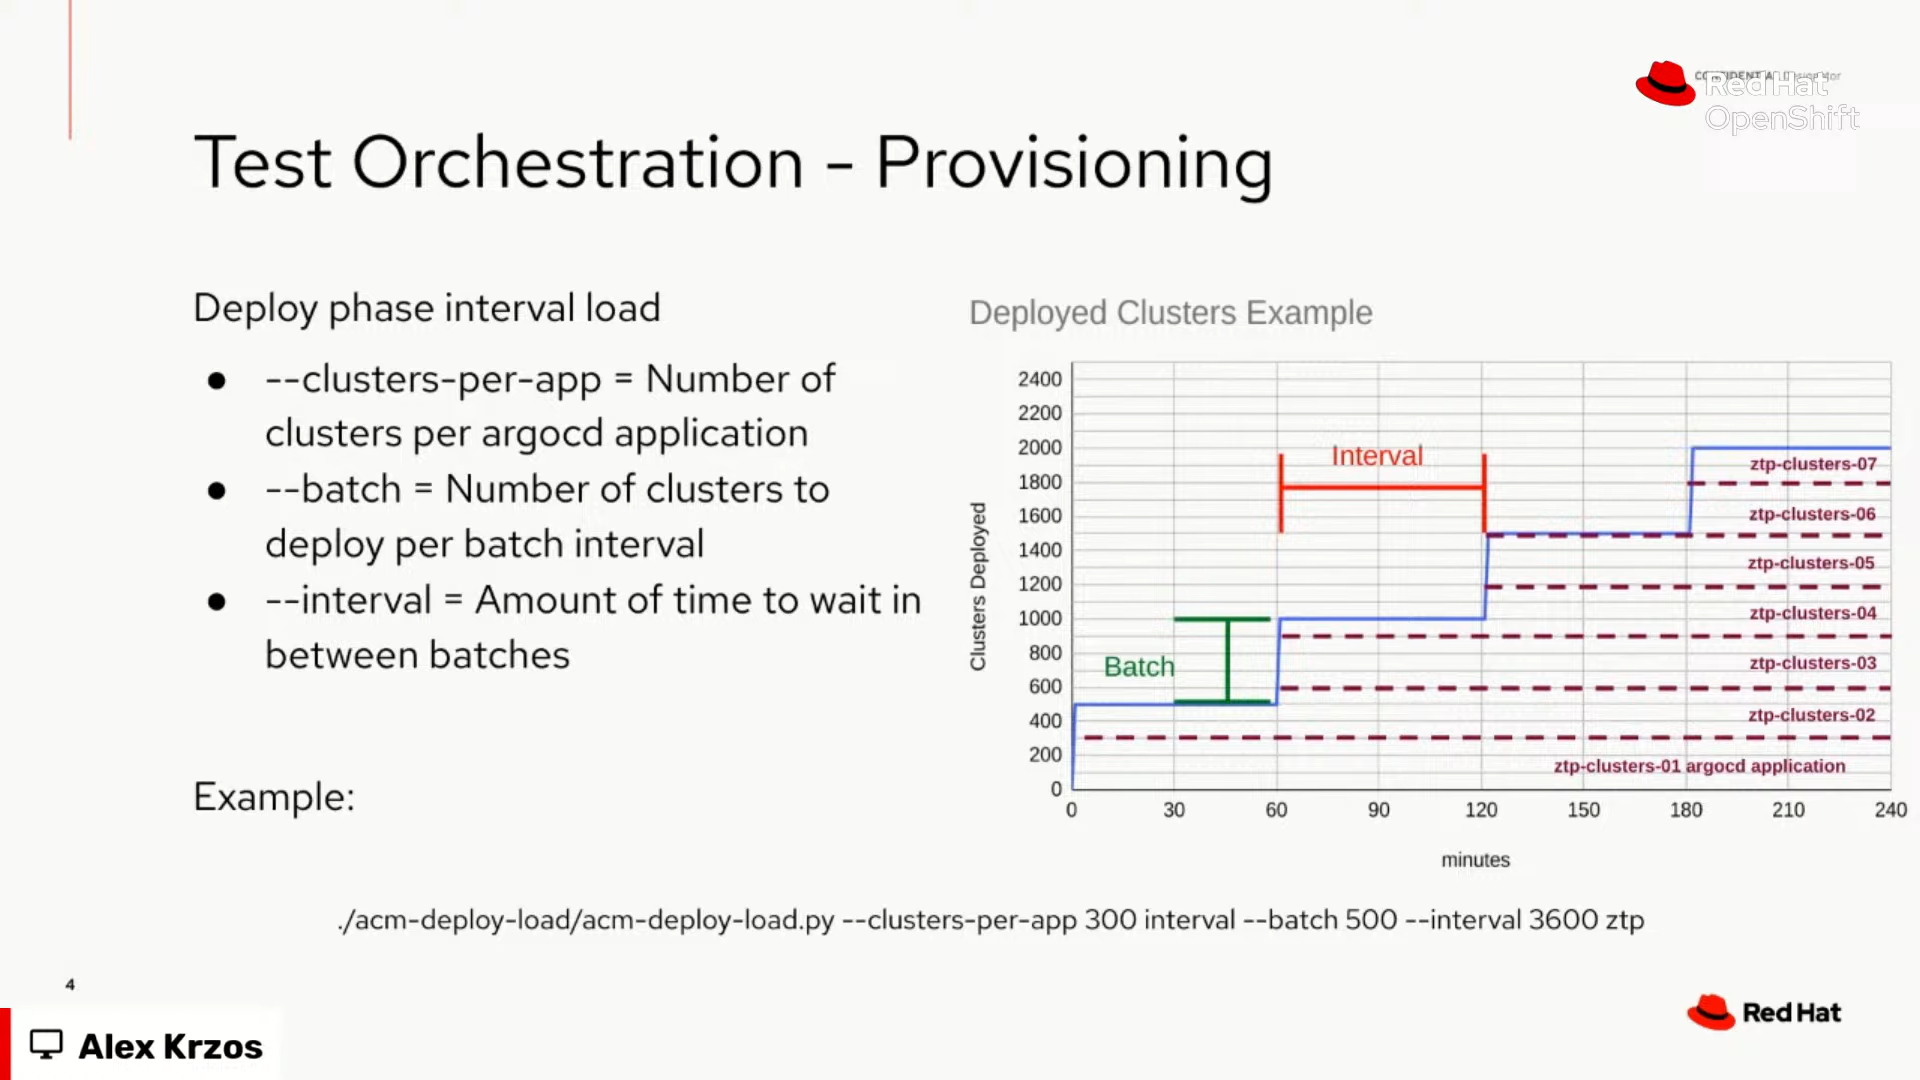 Red Hat
OpenShift
Test Orchestration - Provisioning
Deploy phase interval load
● --clusters-per-app = Number of
clusters per argocd application
● --batch = Number of clusters to
deploy per batch interval
● --interval = Amount of time to wait in
between batches
Example:
Deployed Clusters Example
Clusters Deployed
2400
2200
2000
1800
1600
1400
1200
1000
800
600
400
200
0
Interval
Batch
ztp-clusters-07
ztp-clusters-06
ztp-clusters-05
ztp-clusters-04
ztp-clusters-03
ztp-clusters-02
ztp-clusters-01 argocd application
0 30 60 90 120 150 180 210 240
minutes
./acm-deploy-load/acm-deploy-load.py --clusters-per-app 300 interval --batch 500 --interval 3600 ztp
4
Red Hat
Alex Krzos